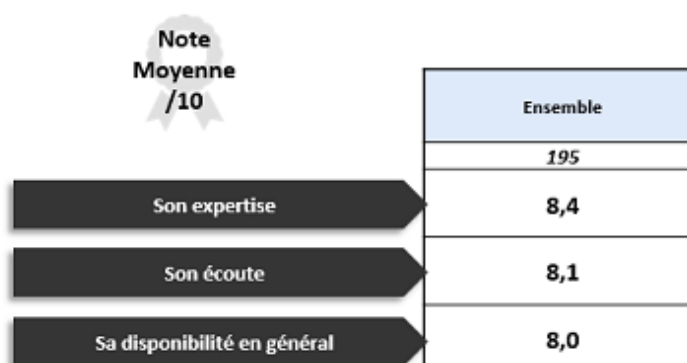 Note
Moyenne
/10
Ensemble
195
Son expertise
8,4
Son écoute
8,1
Sa disponibilité en général
8,0